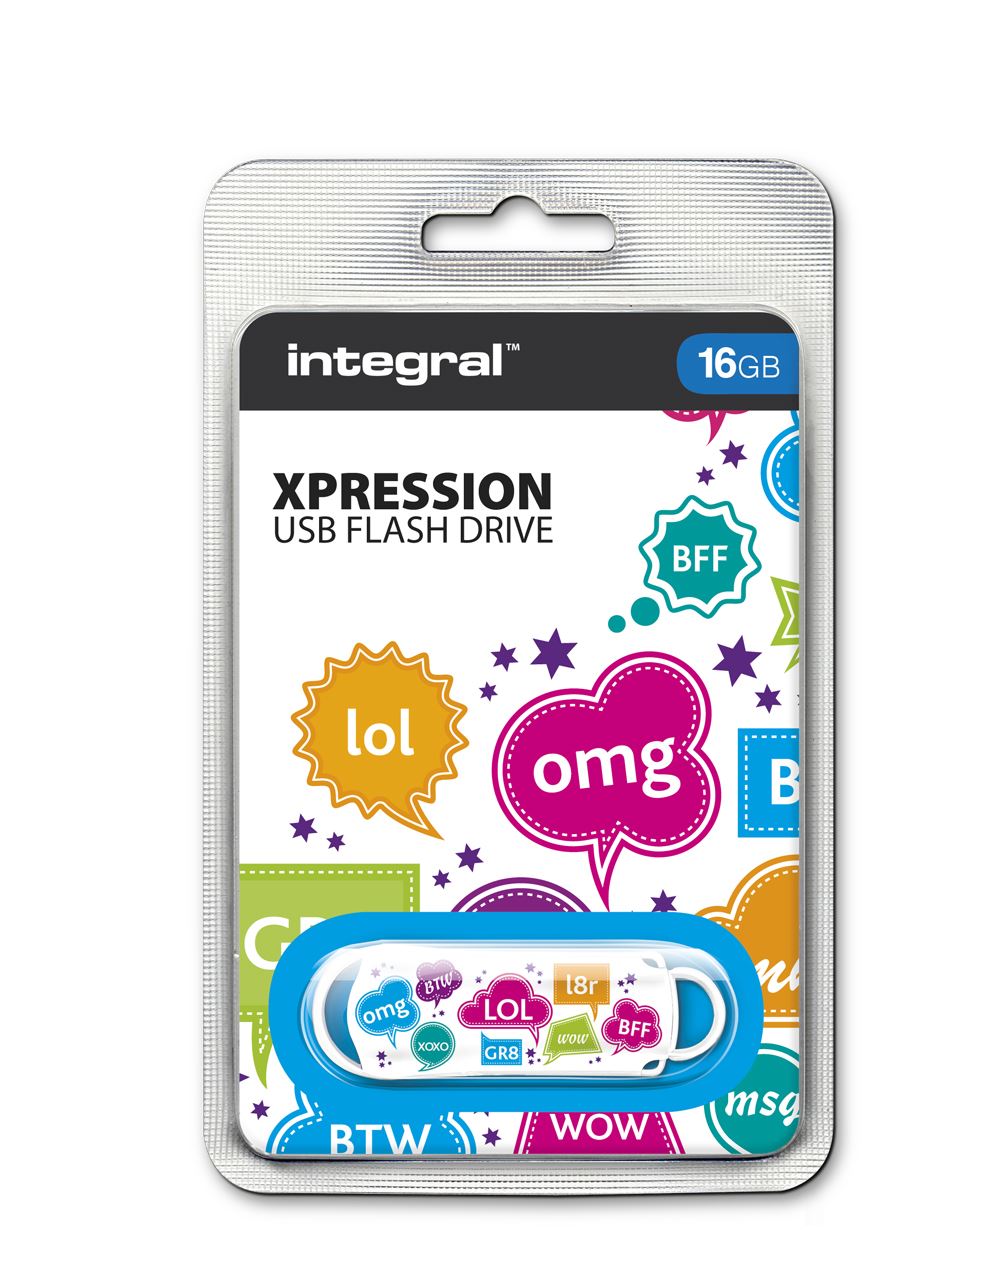 integral™
16GB
XPRESSION
USB FLASH DRIVE
BFF
lol
omg
BTW
omg
LOL
l8r
BFF
XOXO
GR8
wow
msg
BTW
WOW